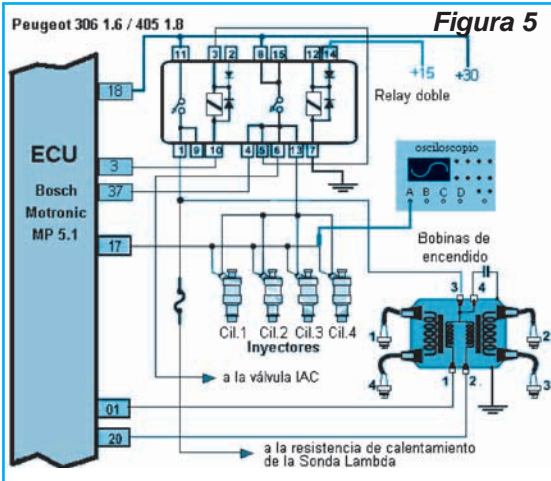 Peugeot 306 1.6 / 405 1.8
Figura 5
11
3
2
8
15
12
14
+15
+30
18
Relay doble
ECU
Bosch
Motronic
MP 5.1
3
37
17
1
9
10
4
5
6
13
7
osciloscopio
A B C D
Bobinas de
encendido
3
4
1
2
4
3
1
2
Cil.1 Cil.2 Cil.3 Cil.4
Inyectores
a la válvula IAC
01
20
a la resistencia de calentamiento
de la Sonda Lambda